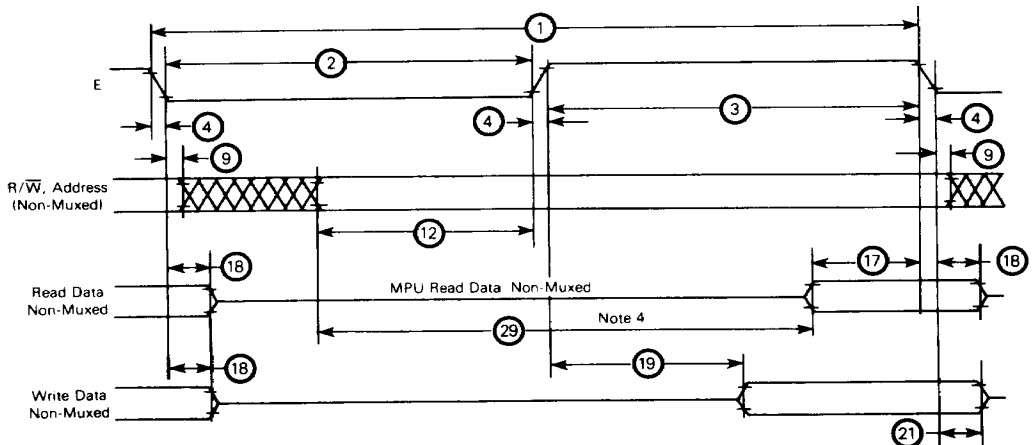 1
2
E
3
4
4
4
9
9
R/W̅, Address
(Non-Muxed)
12
18
17
18
Read Data
Non-Muxed
MPU Read Data Non-Muxed
Note 4
29
18
19
Write Data
Non-Muxed
21